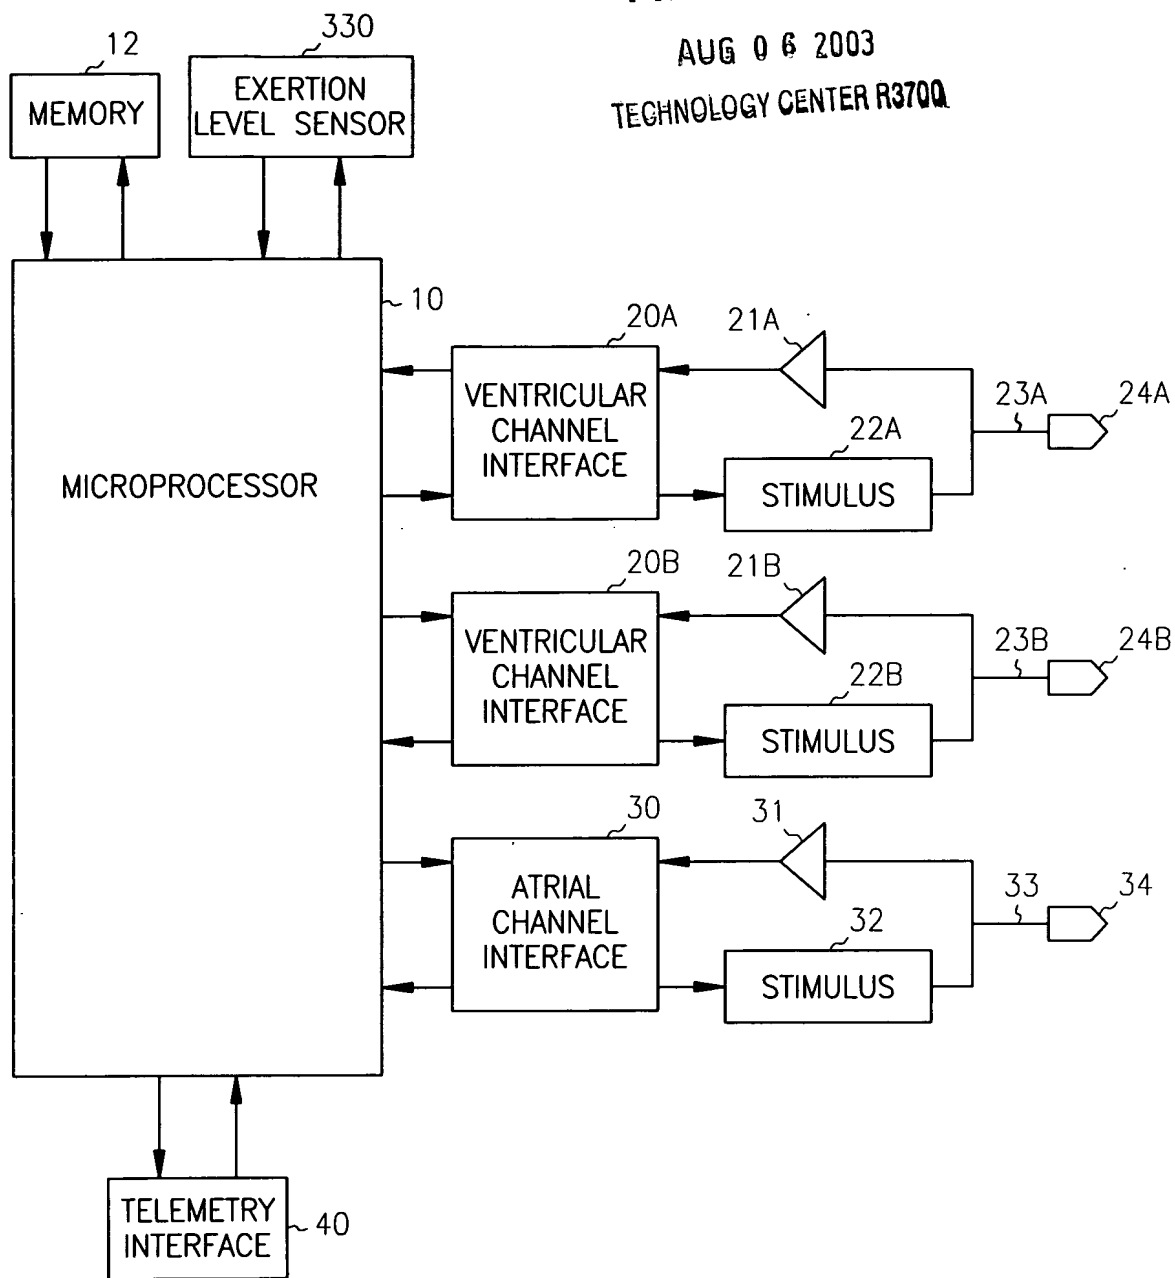 AUG 06 2003
TECHNOLOGY CENTER R3700
12
330
MEMORY
EXERTION
LEVEL SENSOR
10
MICROPROCESSOR
20A
21A
VENTRICULAR
CHANNEL
INTERFACE
22A
STIMULUS
23A
24A
20B
21B
VENTRICULAR
CHANNEL
INTERFACE
22B
STIMULUS
23B
24B
30
31
ATRIAL
CHANNEL
INTERFACE
32
STIMULUS
33
34
TELEMETRY
INTERFACE
40